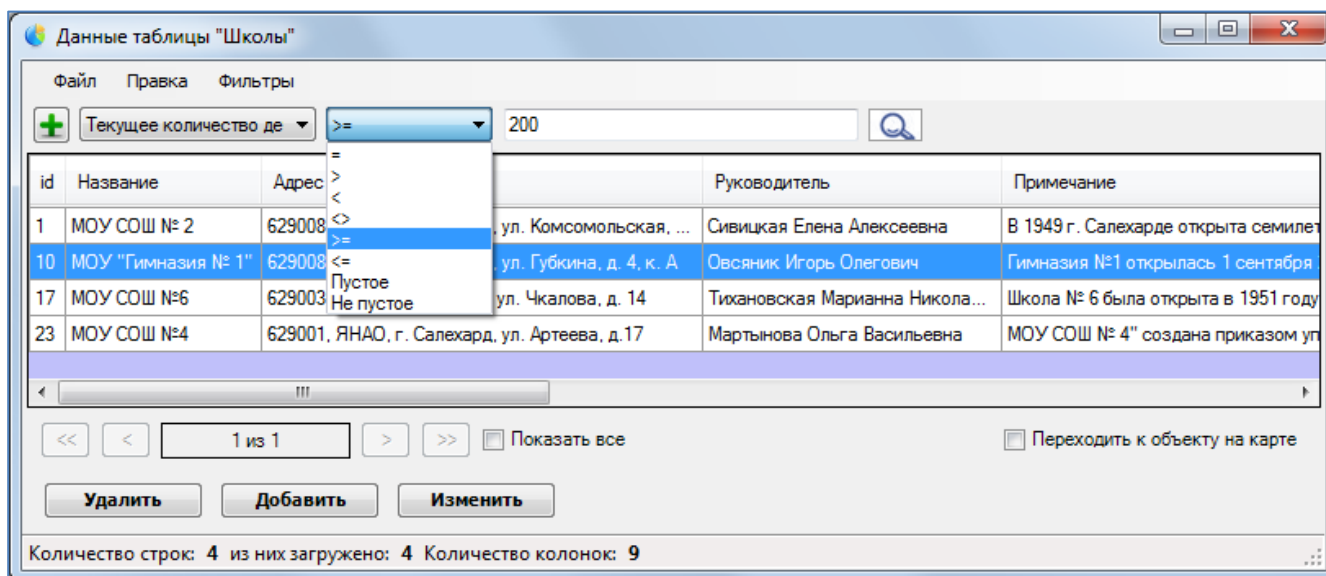 Данные таблицы "Школы"
Файл Правка Фильтры
Текущее количество де >= 200
=
>
<
<>
>=
<=
Пустое
Не пустое
id Название Адрес Руководитель Примечание
1 МОУ СОШ № 2 629008 , ул. Комсомольская, ... Сивицкая Елена Алексеевна В 1949 г. Салехарде открыта семилет
10 МОУ "Гимназия № 1" 629008 , ул. Губкина, д. 4, к. А Овсяник Игорь Олегович Гимназия №1 открылась 1 сентября
17 МОУ СОШ №6 629003 ул. Чкалова, д. 14 Тихановская Марианна Никола... Школа № 6 была открыта в 1951 году
23 МОУ СОШ №4 629001, ЯНАО, г. Салехард, ул. Артеева, д.17 Мартынова Ольга Васильевна МОУ СОШ № 4" создана приказом уп
<< < 1 из 1 > >> Показать все Переходить к объекту на карте
Удалить Добавить Изменить
Количество строк: 4 из них загружено: 4 Количество колонок: 9